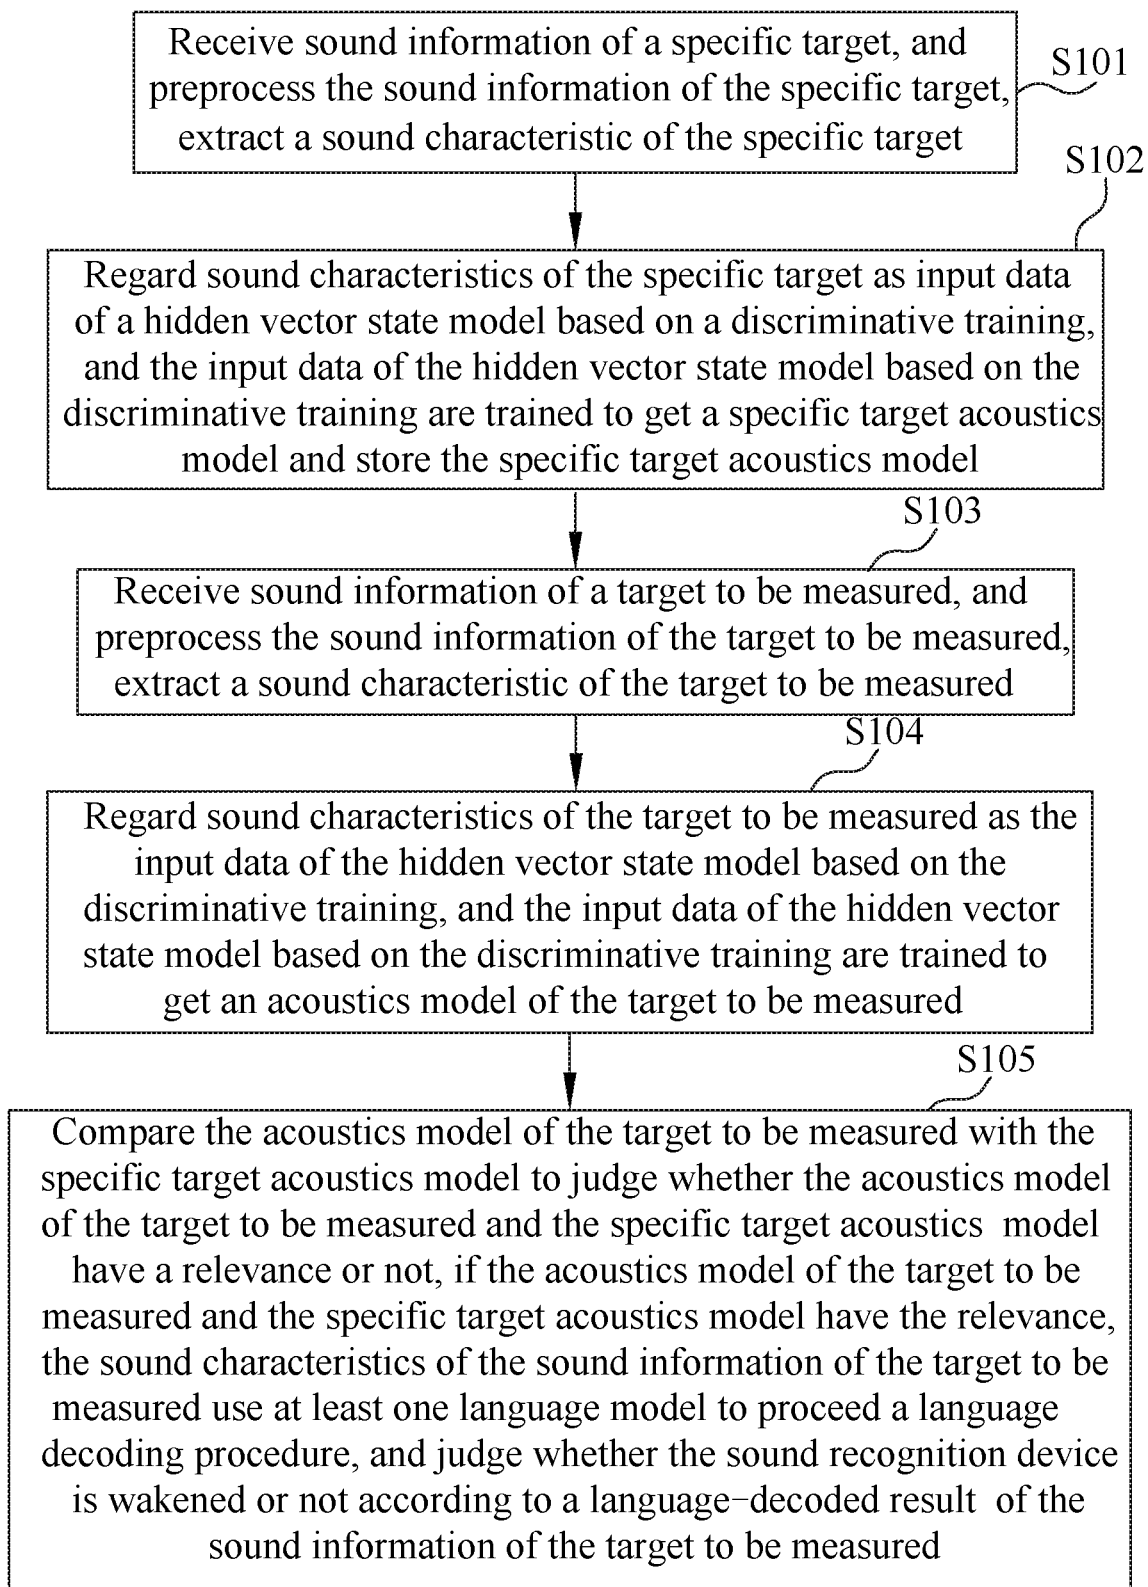 Receive sound information of a specific target, and
preprocess the sound information of the specific target,
extract a sound characteristic of the specific target
S101
S102
Regard sound characteristics of the specific target as input data
of a hidden vector state model based on a discriminative training,
and the input data of the hidden vector state model based on the
discriminative training are trained to get a specific target acoustics
model and store the specific target acoustics model
S103
Receive sound information of a target to be measured, and
preprocess the sound information of the target to be measured,
extract a sound characteristic of the target to be measured
S104
Regard sound characteristics of the target to be measured as the
input data of the hidden vector state model based on the
discriminative training, and the input data of the hidden vector
state model based on the discriminative training are trained to
get an acoustics model of the target to be measured
S105
Compare the acoustics model of the target to be measured with the
specific target acoustics model to judge whether the acoustics model
of the target to be measured and the specific target acoustics model
have a relevance or not, if the acoustics model of the target to be
measured and the specific target acoustics model have the relevance,
the sound characteristics of the sound information of the target to be
measured use at least one language model to proceed a language
decoding procedure, and judge whether the sound recognition device
is wakened or not according to a language-decoded result of the
sound information of the target to be measured